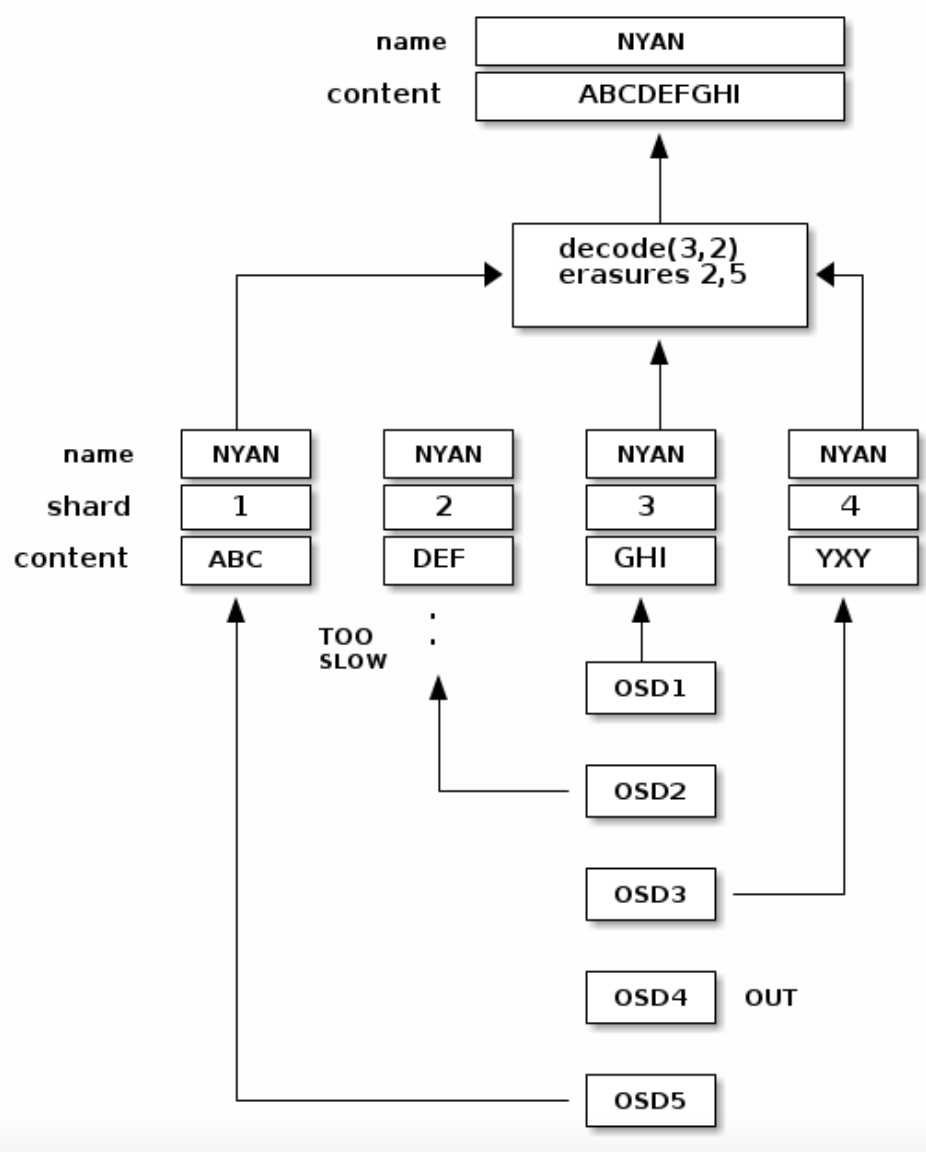 name NYAN
content ABCDEFGHI
decode(3,2)
erasures 2,5
name NYAN NYAN NYAN NYAN
shard 1 2 3 4
content ABC DEF GHI YXY
TOO
SLOW
OSD1
OSD2
OSD3
OSD4 OUT
OSD5